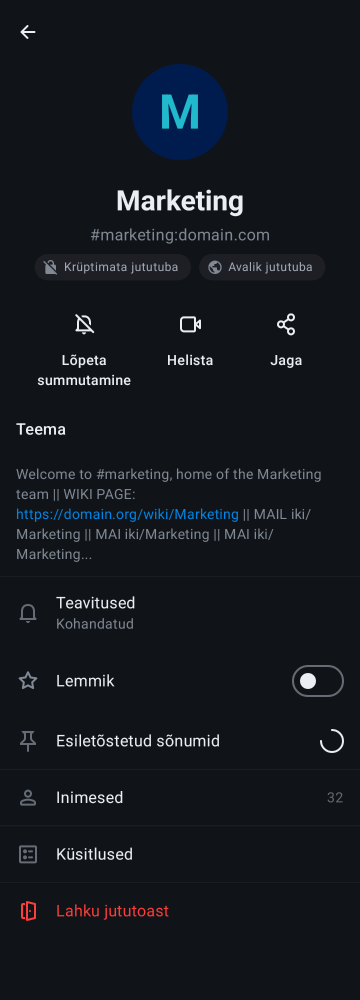 M
Marketing
#marketing:domain.com
Krüptimata jututuba
Avalik jututuba
Lõpeta
summutamine
Helista
Jaga
Teema
Welcome to #marketing, home of the Marketing
team || WIKI PAGE:
https://domain.org/wiki/Marketing || MAIL iki/
Marketing || MAI iki/Marketing || MAI iki/
Marketing...
Teavitused
Kohandatud
Lemmik
Esiletõstetud sõnumid
Inimesed
32
Küsitlused
Lahku jututoast